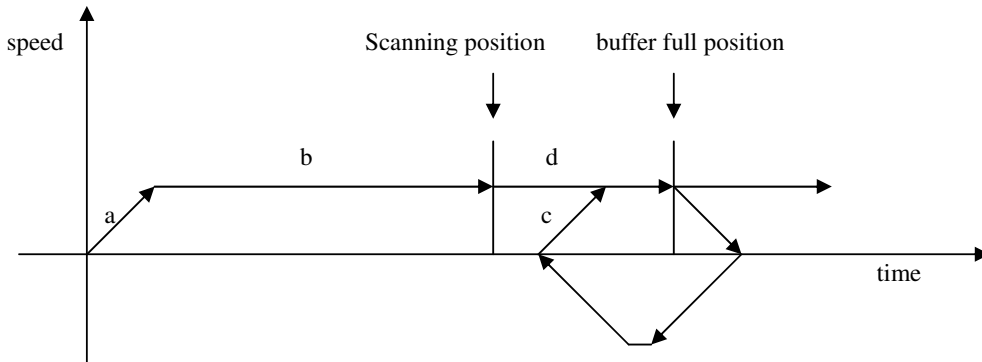 speed
Scanning position
buffer full position
b
d
a
c
time